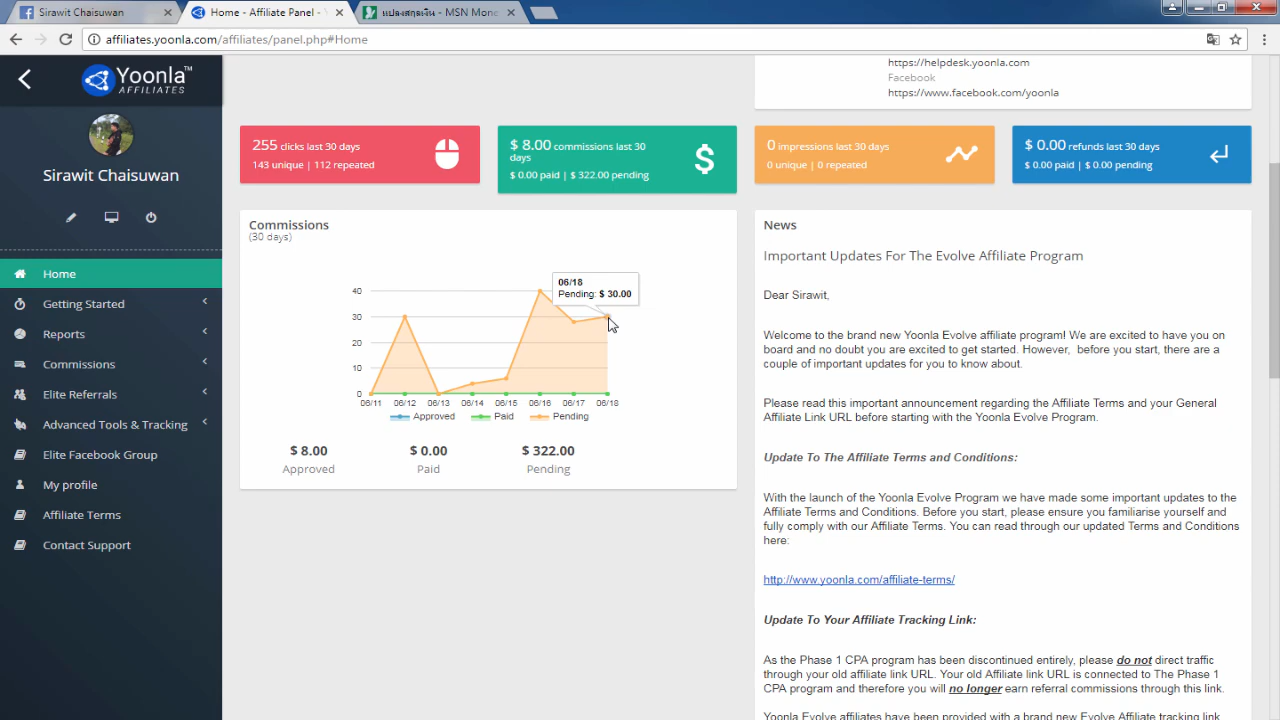 Sirawit Chaisuwan
Home - Affiliate Panel -
แปลงสกุลเงิน - MSN Mon
affiliates.yoonla.com/affiliates/panel.php#Home
Yoonla™
AFFILIATES
Sirawit Chaisuwan
Home
Getting Started
Reports
Commissions
Elite Referrals
Advanced Tools & Tracking
Elite Facebook Group
My profile
Affiliate Terms
Contact Support
https://helpdesk.yoonla.com
Facebook
https://www.facebook.com/yoonla
255 clicks last 30 days
143 unique | 112 repeated
$ 8.00 commissions last 30
days
$ 0.00 paid | $ 322.00 pending
0 impressions last 30 days
0 unique | 0 repeated
$ 0.00 refunds last 30 days
$ 0.00 paid | $ 0.00 pending
Commissions
(30 days)
06/18
Pending: $ 30.00
40
30
20
10
0
06/11 06/12 06/13 06/14 06/15 06/16 06/17 06/18
Approved Paid Pending
$ 8.00 $ 0.00 $ 322.00
Approved Paid Pending
News
Important Updates For The Evolve Affiliate Program
Dear Sirawit,
Welcome to the brand new Yoonla Evolve affiliate program! We are excited to have you on
board and no doubt you are excited to get started. However, before you start, there are a
couple of important updates for you to know about.
Please read this important announcement regarding the Affiliate Terms and your General
Affiliate Link URL before starting with the Yoonla Evolve Program.
Update To The Affiliate Terms and Conditions:
With the launch of the Yoonla Evolve Program we have made some important updates to the
Affiliate Terms and Conditions. Before you start, please ensure you familiarise yourself and
fully comply with our Affiliate Terms. You can read through our updated Terms and Conditions
here:
http://www.yoonla.com/affiliate-terms/
Update To Your Affiliate Tracking Link:
As the Phase 1 CPA program has been discontinued entirely, please do not direct traffic
through your old affiliate link URL. Your old Affiliate link URL is connected to The Phase 1
CPA program and therefore you will no longer earn referral commissions through this link.
Yoonla Evolve affiliates have been provided with a brand new Evolve Affiliate tracking link